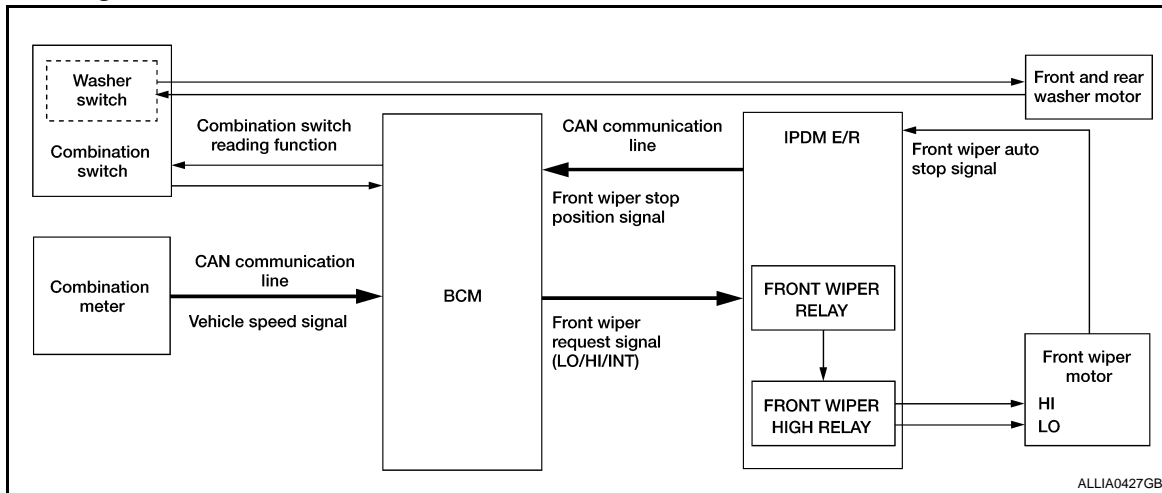 Washer
switch
Combination
switch
Combination switch
reading function
Combination
meter
CAN communication
line
Vehicle speed signal
BCM
CAN communication
line
Front wiper stop
position signal
Front wiper
request signal
(LO/HI/INT)
IPDM E/R
FRONT WIPER
RELAY
FRONT WIPER
HIGH RELAY
Front and rear
washer motor
Front wiper auto
stop signal
Front wiper
motor
HI
LO
ALLIA0427GB